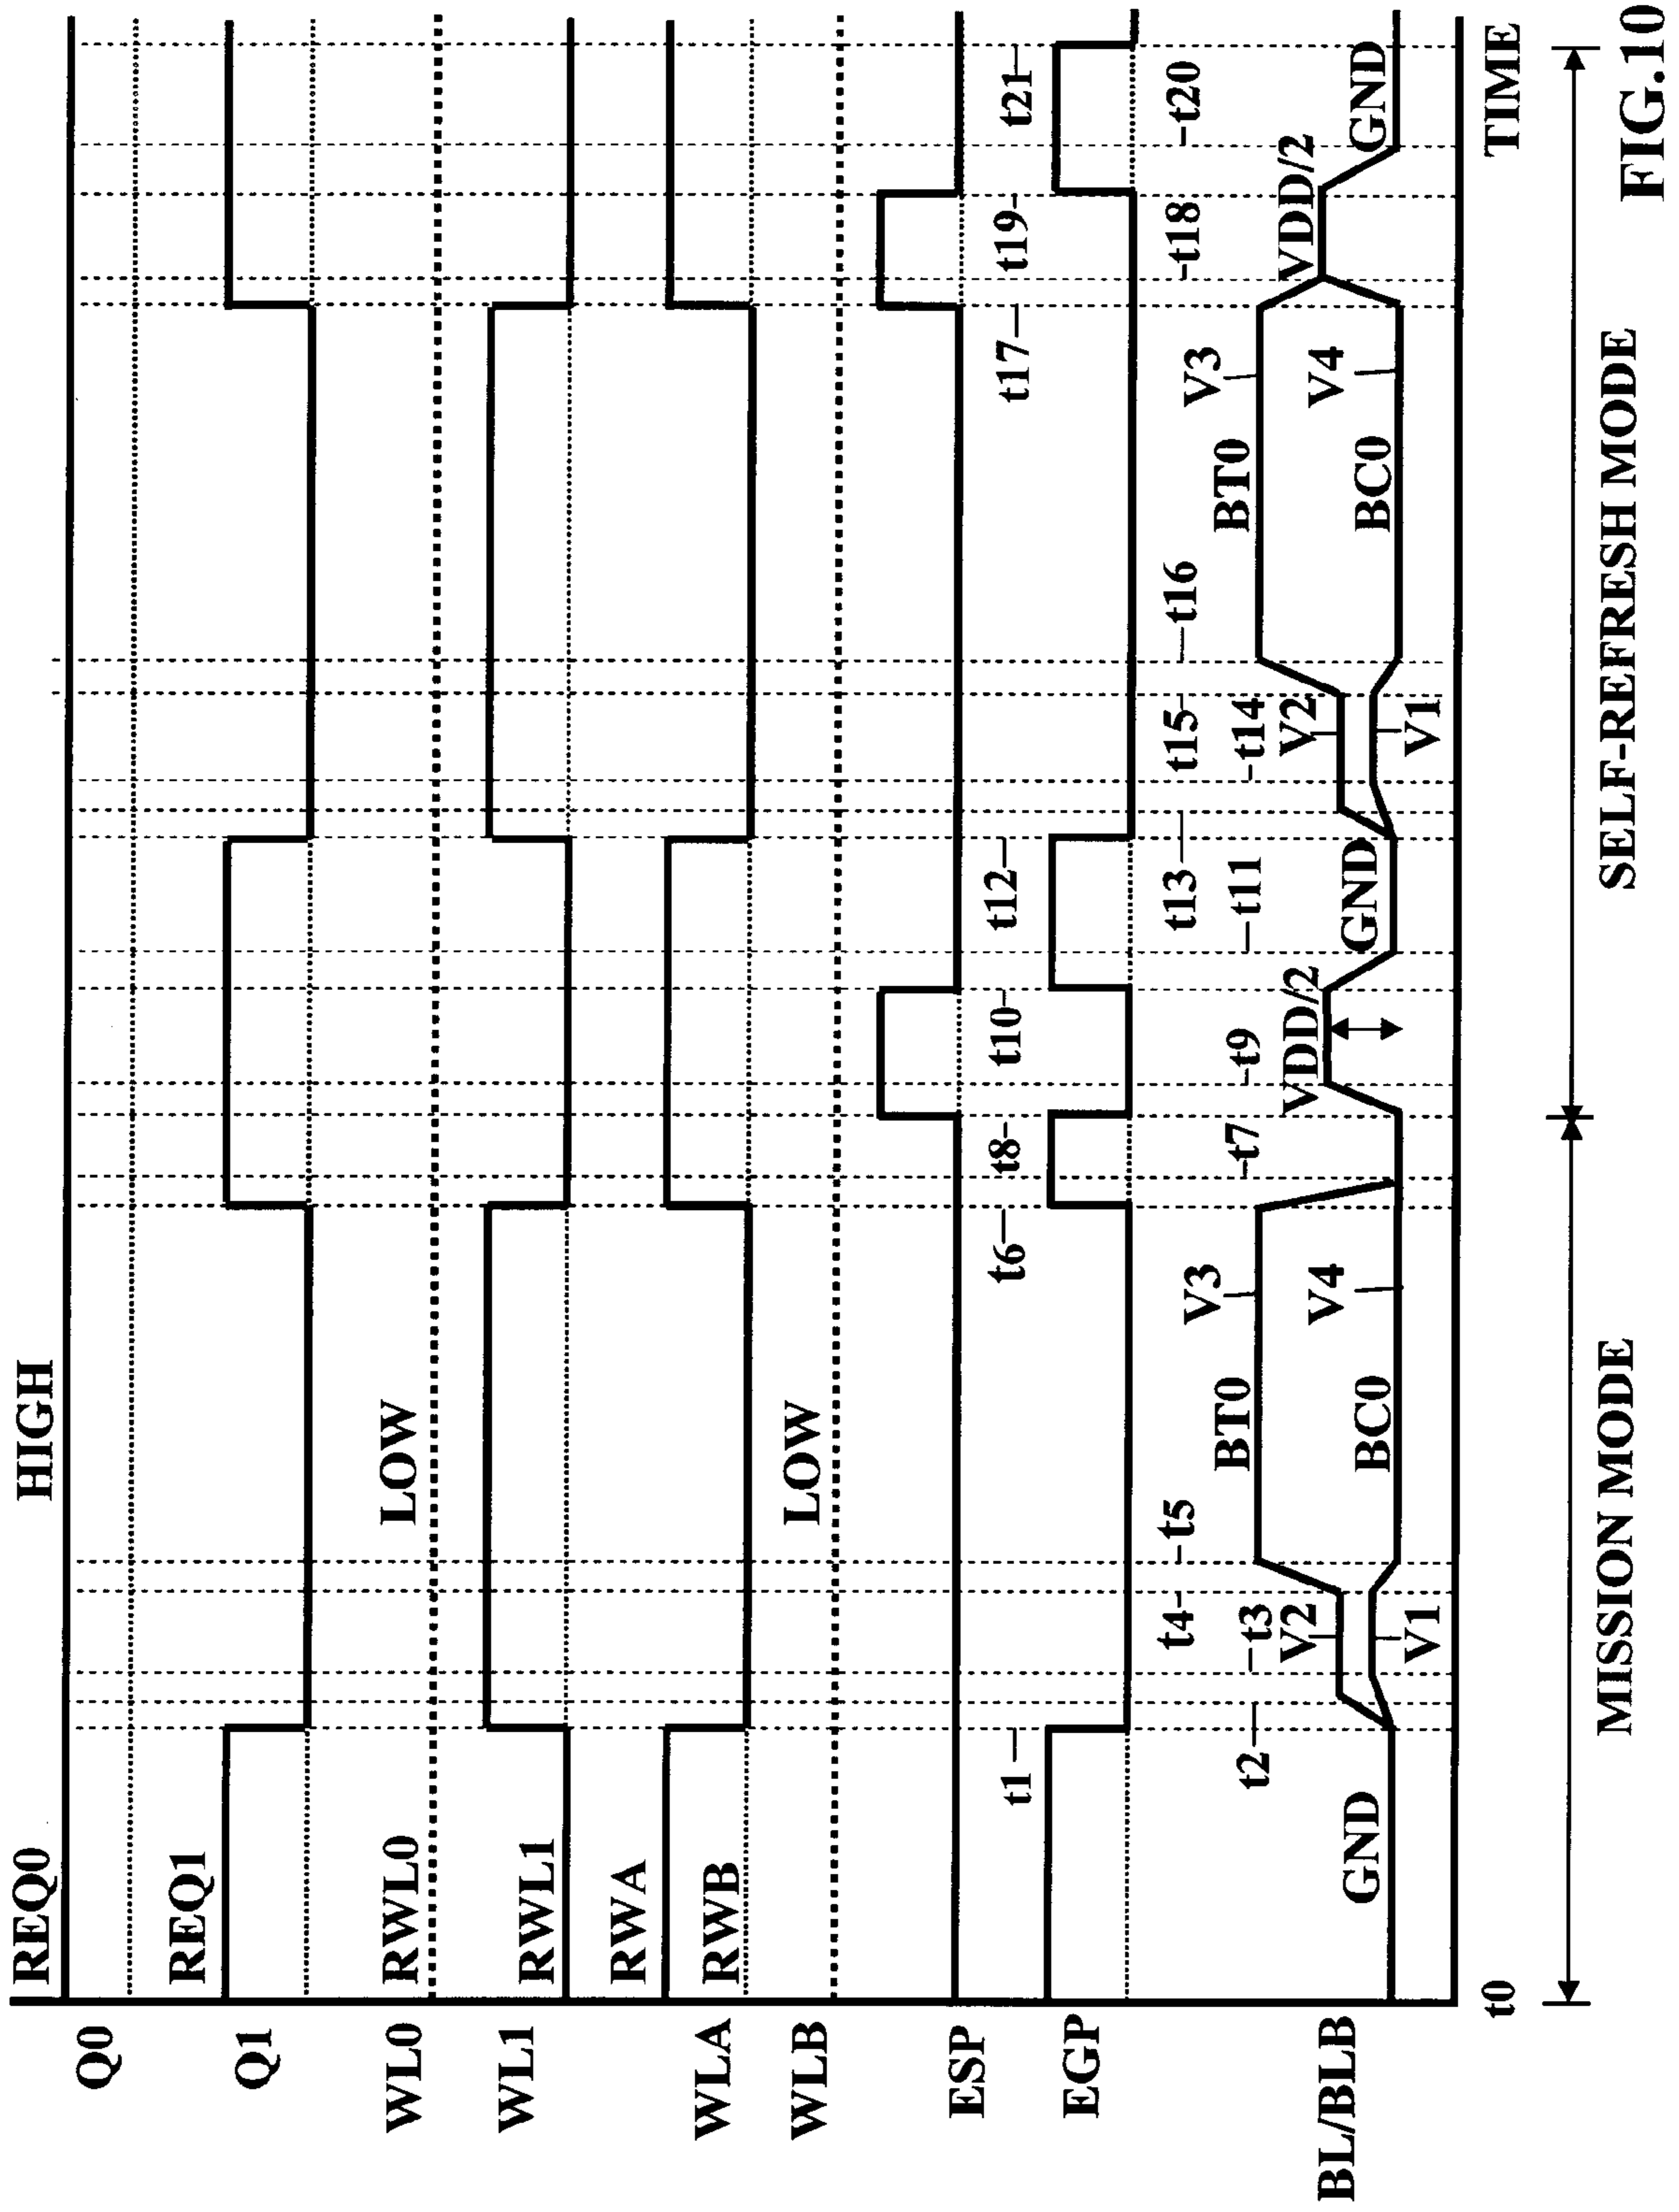 Q0
REQ0
HIGH
Q1
REQ1
WL0
RWL0
LOW
WL1
RWL1
WLA
RWA
WLB
RWB
LOW
ESP
EGP
t1
t6
t8
t10
t12
t17
t19
t21
t4
t5
t13
t15
t16
t18
t20
t2
t3
t7
t9
t11
t14
BL/BLB
GND
V2
V1
BT0
BC0
V3
V4
VDD/2
GND
V2
V1
BT0
BC0
V3
V4
VDD/2
GND
t0
TIME
MISSION MODE
SELF-REFRESH MODE
FIG.10